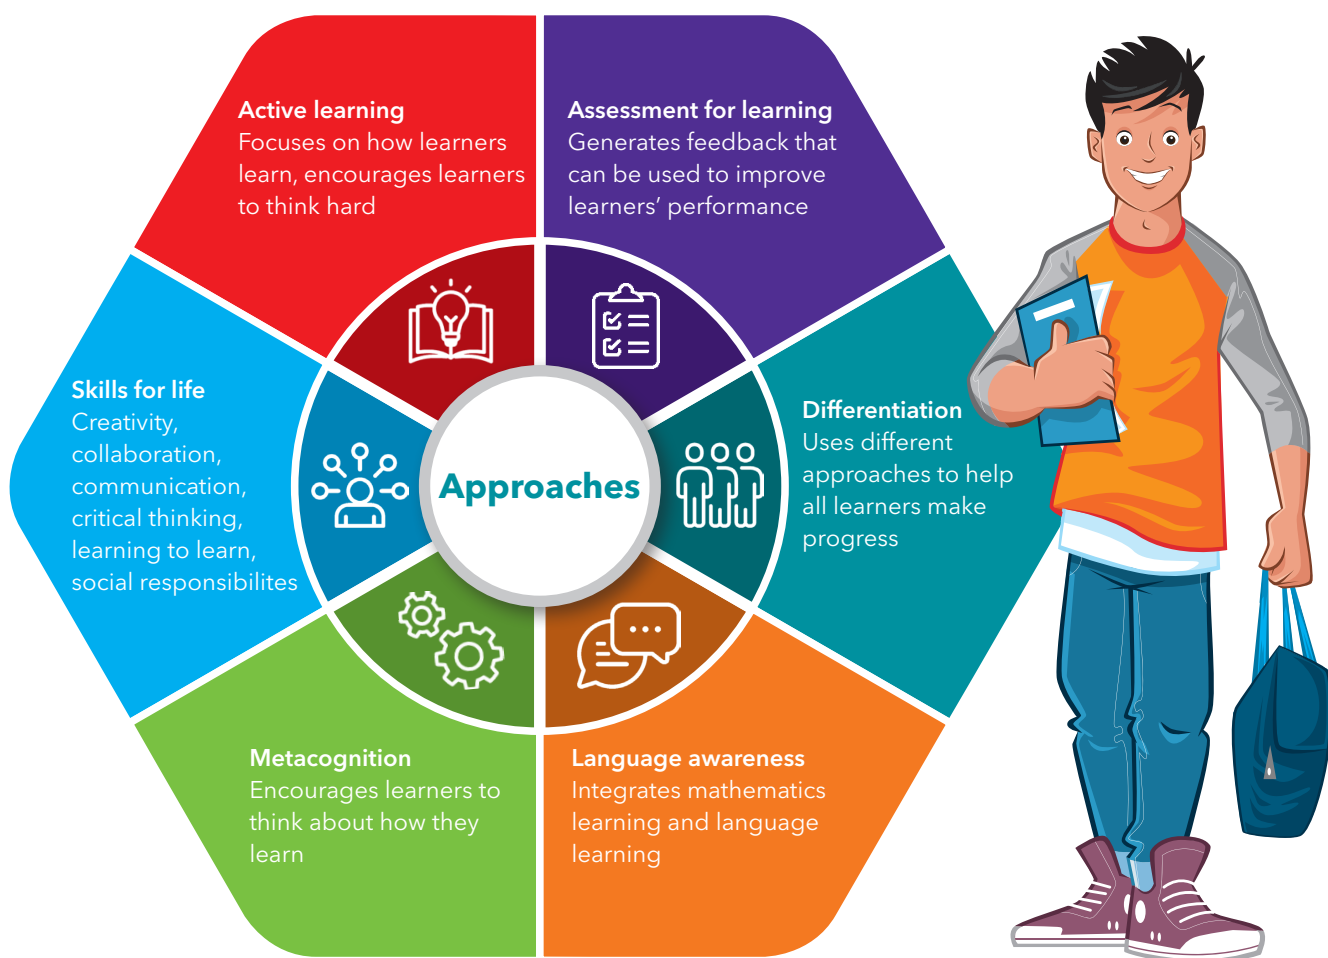 Active learning
Focuses on how learners
learn, encourages learners
to think hard
Assessment for learning
Generates feedback that
can be used to improve
learners' performance
Skills for life
Creativity,
collaboration,
communication,
critical thinking,
learning to learn,
social responsibilites
Approaches
Differentiation
Uses different
approaches to help
all learners make
progress
Metacognition
Encourages learners to
think about how they
learn
Language awareness
Integrates mathematics
learning and language
learning